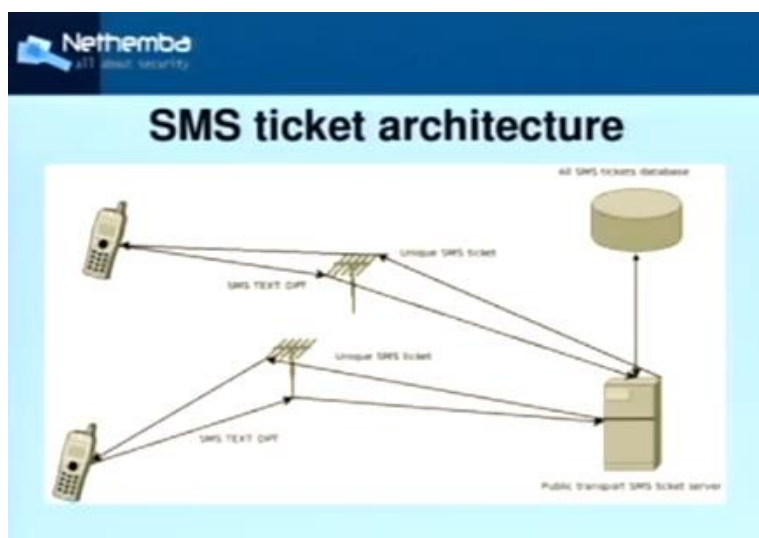 Nethemba
all about security
SMS ticket architecture
All SMS tickets database
Unique SMS ticket
SMS TEXT DPT
Unique SMS ticket
SMS TEXT DPT
Public transport SMS ticket server